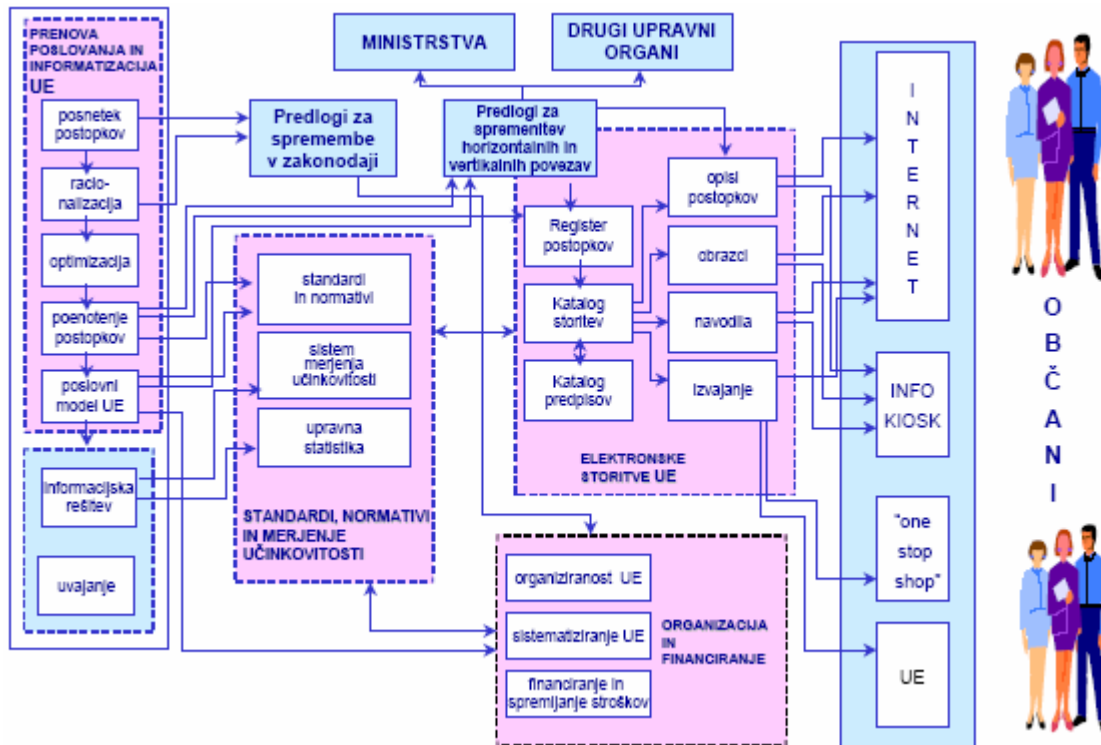 PRENOVA
POSLOVANJA IN
INFORMATIZACIJA
UE
posnetek
postopkov
racio-
nalizacija
optimizacija
poenotenje
postopkov
poslovni
model UE
informacijska
rešitev
uvajanje
MINISTRSTVA
DRUGI UPRAVNI
ORGANI
Predlogi za
spremembe
v zakonodaji
Predlogi za
spremenitev
horizontalnih in
vertikalnih povezav
standardi
in normativi
sistem
merjenja
učinkovitosti
upravna
statistika
STANDARDI, NORMATIVI
IN MERJENJE
UČINKOVITOSTI
Register
postopkov
Katalog
storitev
Katalog
predpisov
opisi
postopkov
obrazci
navodila
izvajanje
ELEKTRONSKE
STORITVE UE
organiziranost UE
sistematiziranje UE
financiranje in
spremljanje stroškov
ORGANIZACIJA
IN
FINANCIRANJE
INTERNET
INFO
KIOSK
"one
stop
shop"
UE
OBČANI